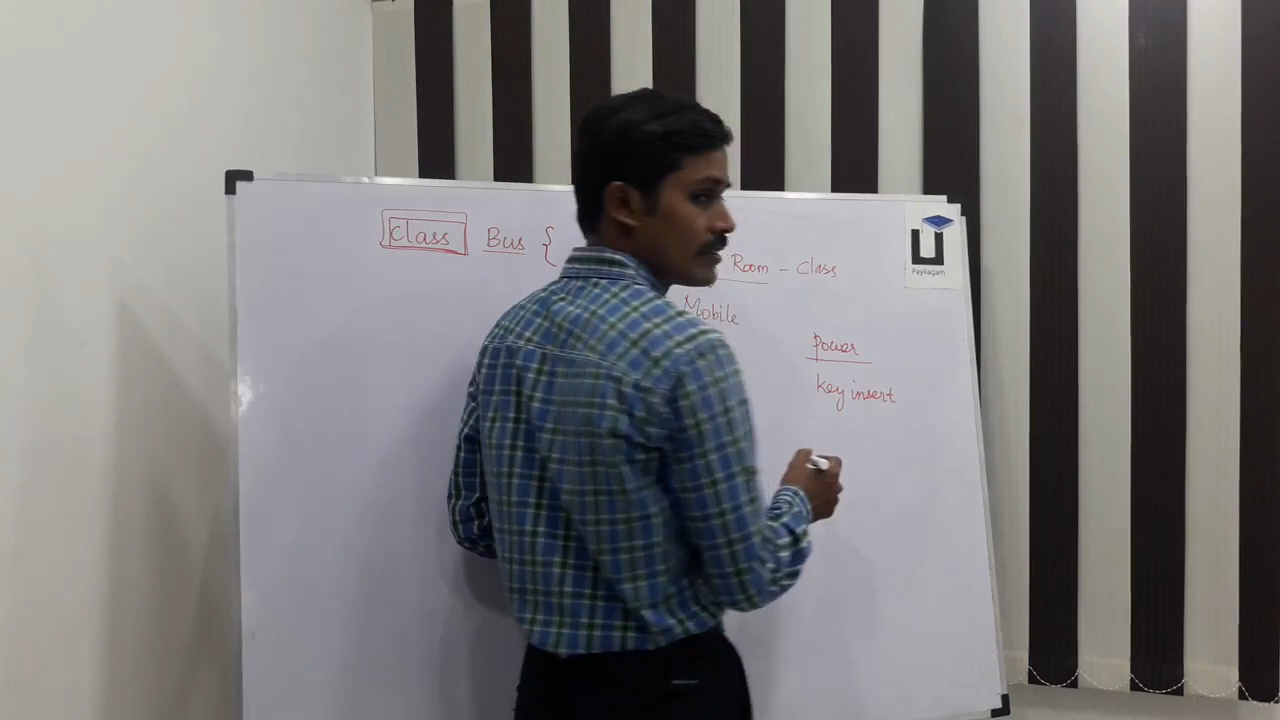 class Bus {
Room - Class
Mobile
Power
key insert
Payilagam